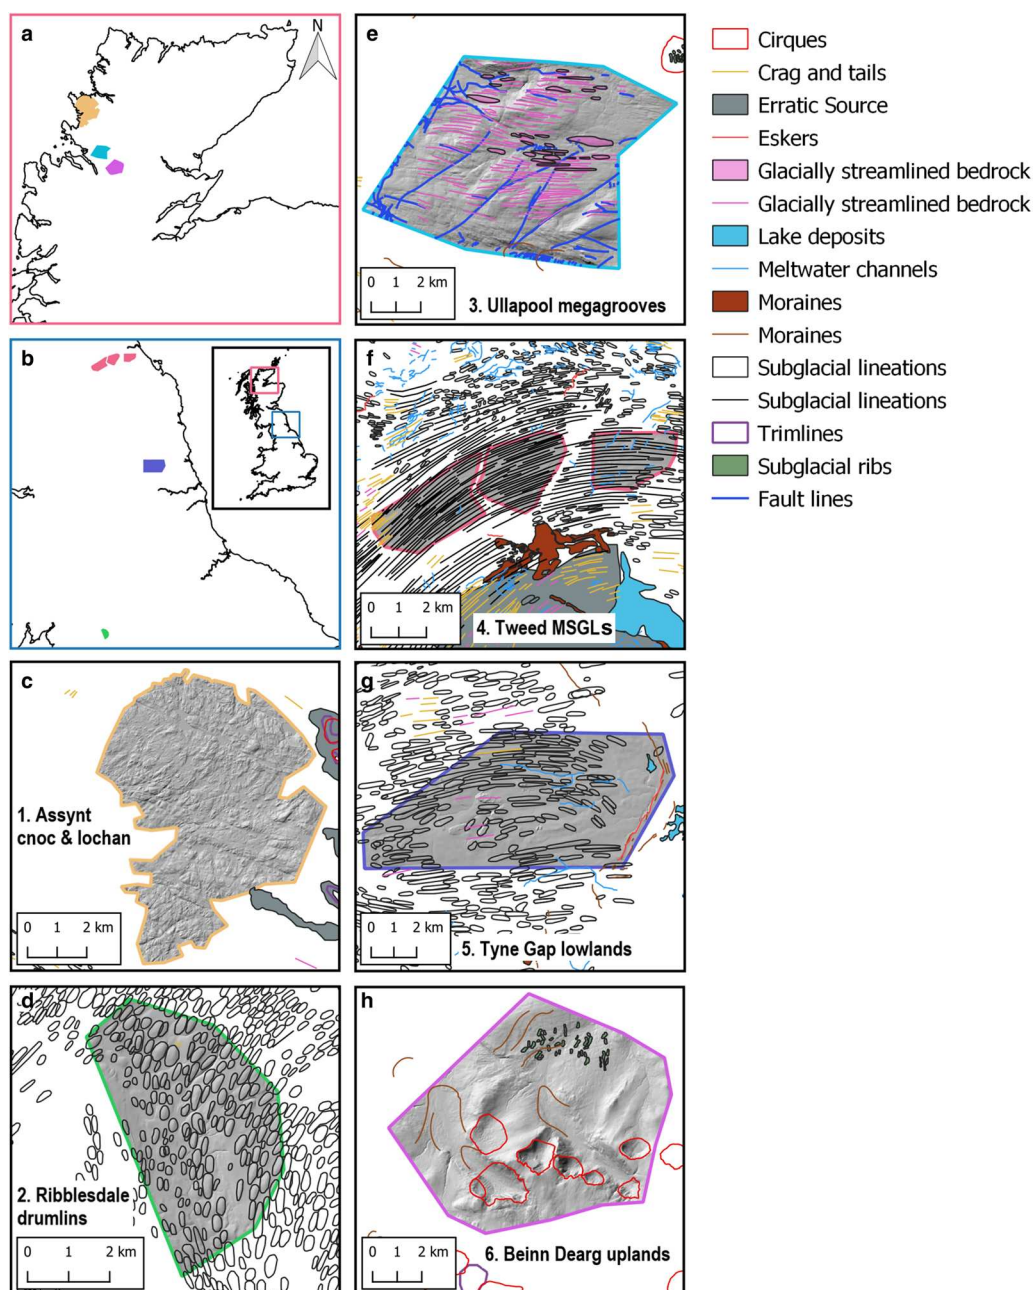 a
N
b
c
1. Assynt
cnoc & lochan
0 1 2 km
d
2. Ribblesdale
drumlins
0 1 2 km
e
0 1 2 km
3. Ullapool megagrooves
f
0 1 2 km
4. Tweed MSGLs
g
0 1 2 km
5. Tyne Gap lowlands
h
0 1 2 km
6. Beinn Dearg uplands
Cirques
Crag and tails
Erratic Source
Eskers
Glacially streamlined bedrock
Glacially streamlined bedrock
Lake deposits
Meltwater channels
Moraines
Moraines
Subglacial lineations
Subglacial lineations
Trimlines
Subglacial ribs
Fault lines